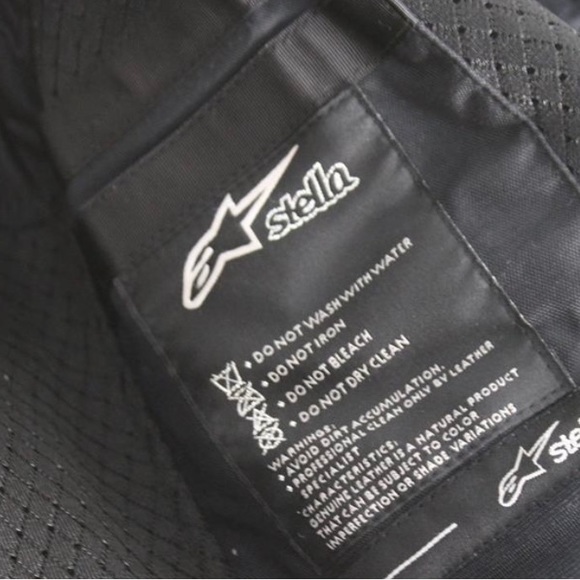 stella
• DO NOT WASH WITH WATER
• DO NOT IRON
• DO NOT BLEACH
• DO NOT DRY CLEAN
WARNINGS.
• AVOID DIRT ACCUMULATION.
• PROFESSIONAL CLEAN ONLY BY LEATHER
SPECIALIST
CHARACTERISTICS.
GENUINE LEATHER IS A NATURAL PRODUCT
THAT CAN BE SUBJECT TO COLOR
IMPERFECTION OR SHADE VARIATIONS
Stel